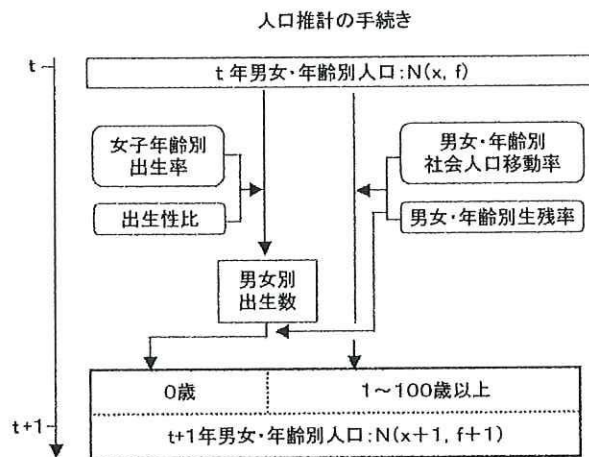 人口推計の手続き
t
t年男女・年齢別人口:N(x, f)
女子年齢別
出生率
出生性比
男女・年齢別
社会人口移動率
男女・年齢別生残率
男女別
出生数
0歳
1～100歳以上
t+1
t+1年男女・年齢別人口:N(x+1, f+1)